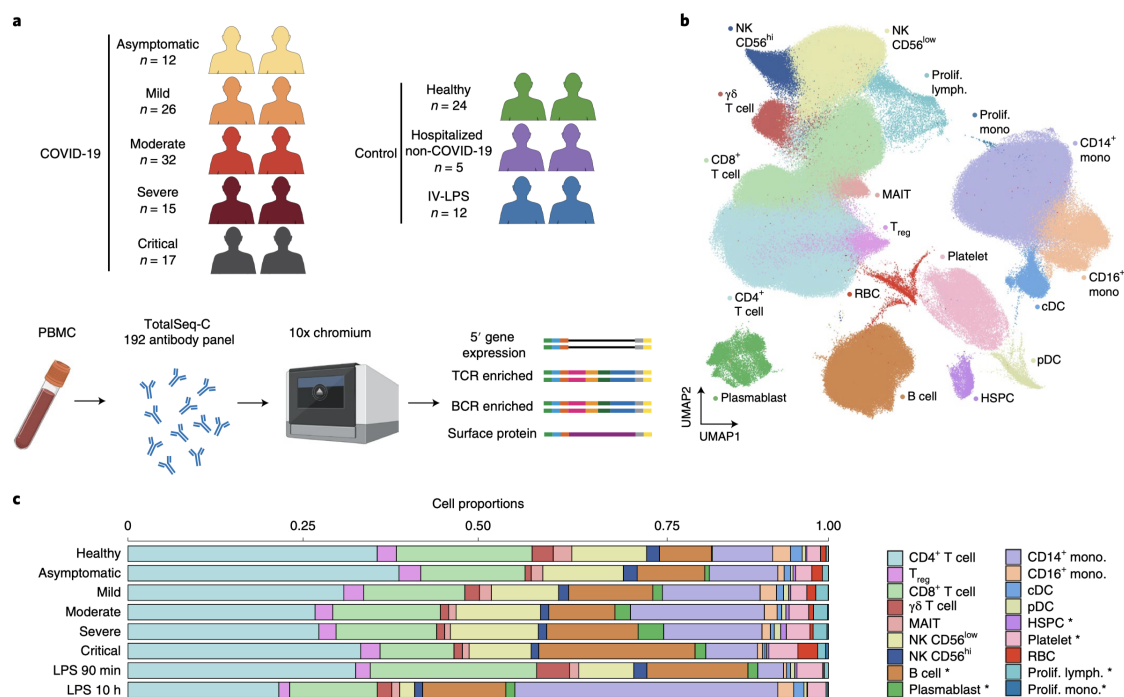 a
COVID-19
Asymptomatic
n = 12
Mild
n = 26
Moderate
n = 32
Severe
n = 15
Critical
n = 17
Control
Healthy
n = 24
Hospitalized
non-COVID-19
n = 5
IV-LPS
n = 12
PBMC
TotalSeq-C
192 antibody panel
10x chromium
5′ gene
expression
TCR enriched
BCR enriched
Surface protein
b
NK
CD56hi
NK
CD56low
Prolif.
lymph.
γδ
T cell
Prolif.
mono
CD14+
mono
CD8+
T cell
MAIT
Treg
Platelet
CD16+
mono
CD4+
T cell
RBC
cDC
pDC
Plasmablast
B cell
HSPC
UMAP2
UMAP1
c
Cell proportions
0
0.25
0.50
0.75
1.00
Healthy
Asymptomatic
Mild
Moderate
Severe
Critical
LPS 90 min
LPS 10 h
CD4+ T cell
Treg
CD8+ T cell
γδ T cell
MAIT
NK CD56low
NK CD56hi
B cell *
Plasmablast *
CD14+ mono.
CD16+ mono.
cDC
pDC
HSPC *
Platelet *
RBC
Prolif. lymph. *
Prolif. mono. *